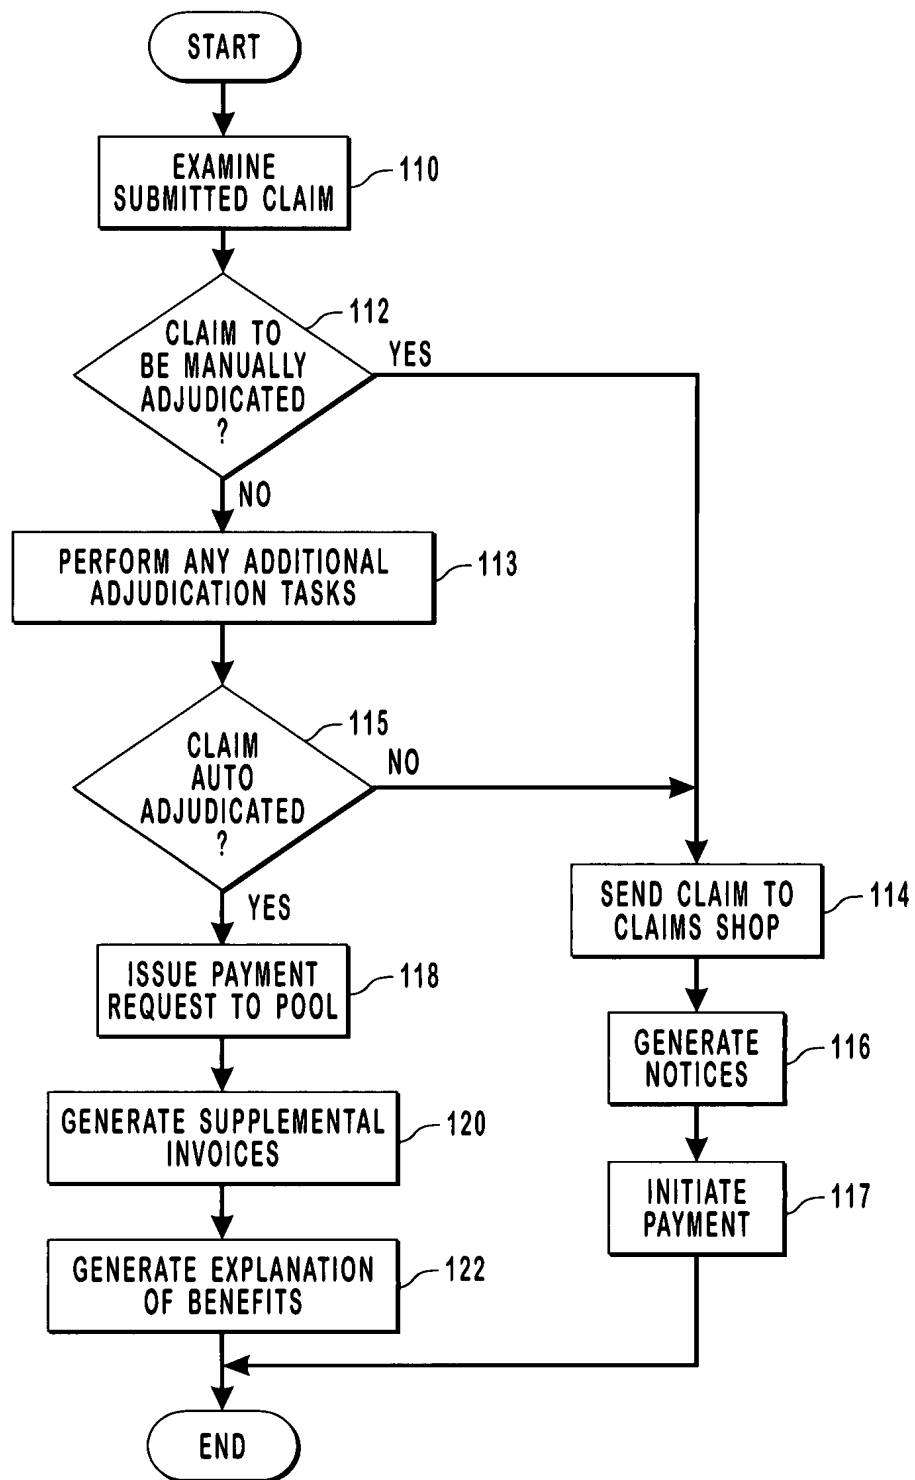 START
EXAMINE
SUBMITTED CLAIM
110
112
CLAIM TO
BE MANUALLY
ADJUDICATED
?
YES
NO
PERFORM ANY ADDITIONAL
ADJUDICATION TASKS
113
115
CLAIM
AUTO
ADJUDICATED
?
NO
YES
SEND CLAIM TO
CLAIMS SHOP
114
ISSUE PAYMENT
REQUEST TO POOL
118
GENERATE
NOTICES
116
GENERATE SUPPLEMENTAL
INVOICES
120
INITIATE
PAYMENT
117
GENERATE EXPLANATION
OF BENEFITS
122
END